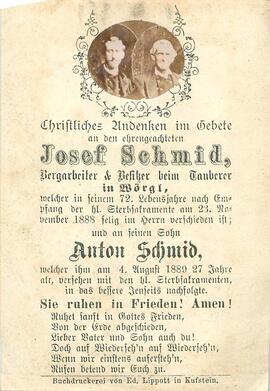 Christliches Andenken im Gebete
an den ehrengeachteten
Josef Schmid,
Bergarbeiter & Besitzer beim Tauberer
in Wörgl,
welcher in seinem 72. Lebensjahre nach Em-
pfang der hl. Sterbsakramente am 23. No-
vember 1888 selig im Herrn verschieden ist;
und an seinen Sohn
Anton Schmid,
welcher ihm am 4. August 1889 27 Jahre
alt, versehen mit den hl. Sterbsakramenten,
in das bessere Jenseits nachfolgte.
Sie ruhen in Frieden! Amen!
Ruhet sanft in Gottes Frieden,
Von der Erde abgeschieden,
Lieber Vater und Sohn auch du!
Doch auf Wiederseh'n auf Wiederseh'n,
Wenn wir einstens aufersteh'n,
Rufen betend wir Euch zu.
Buchdruckerei von Ed. Lippott in Kufstein.